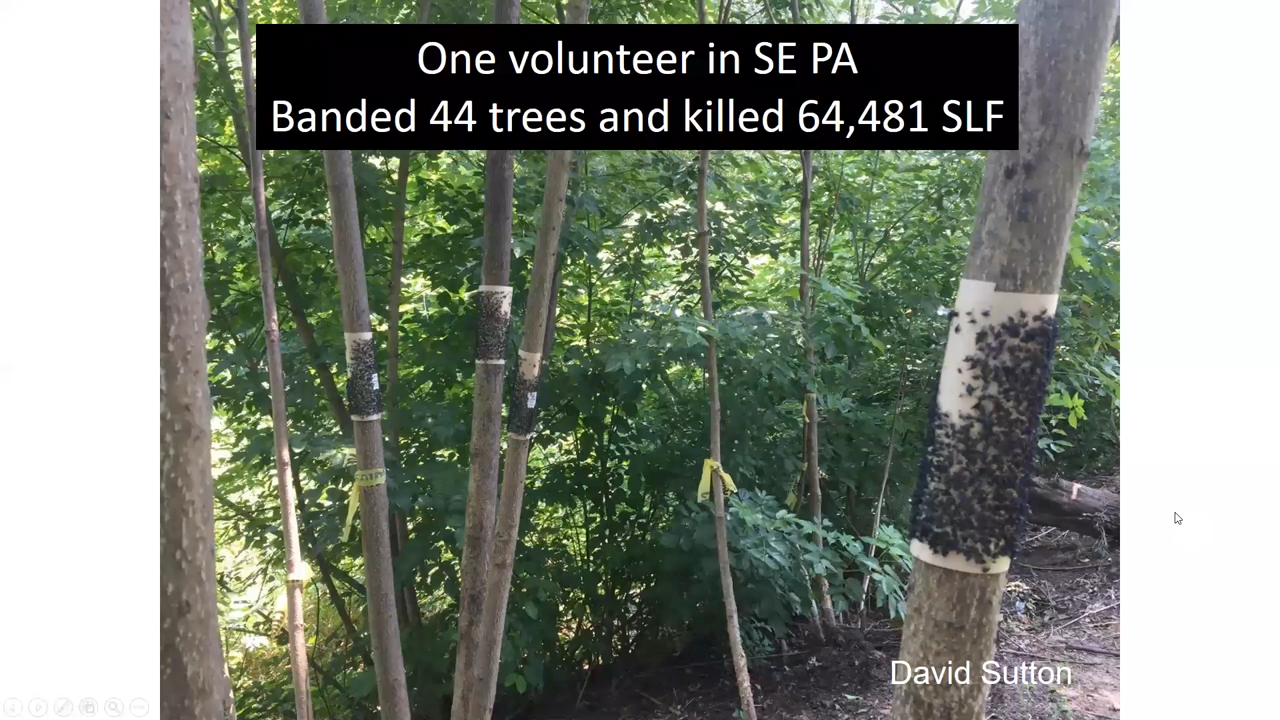 One volunteer in SE PA
Banded 44 trees and killed 64,481 SLF
David Sutton